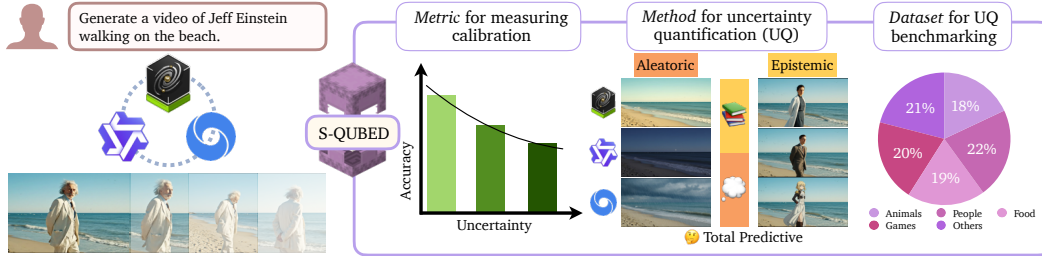 Generate a video of Jeff Einstein
walking on the beach.
S-QUBED
Metric for measuring
calibration
Accuracy
Uncertainty
Method for uncertainty
quantification (UQ)
Aleatoric
Epistemic
Total Predictive
Dataset for UQ
benchmarking
21%
18%
20%
22%
19%
Animals
People
Food
Games
Others